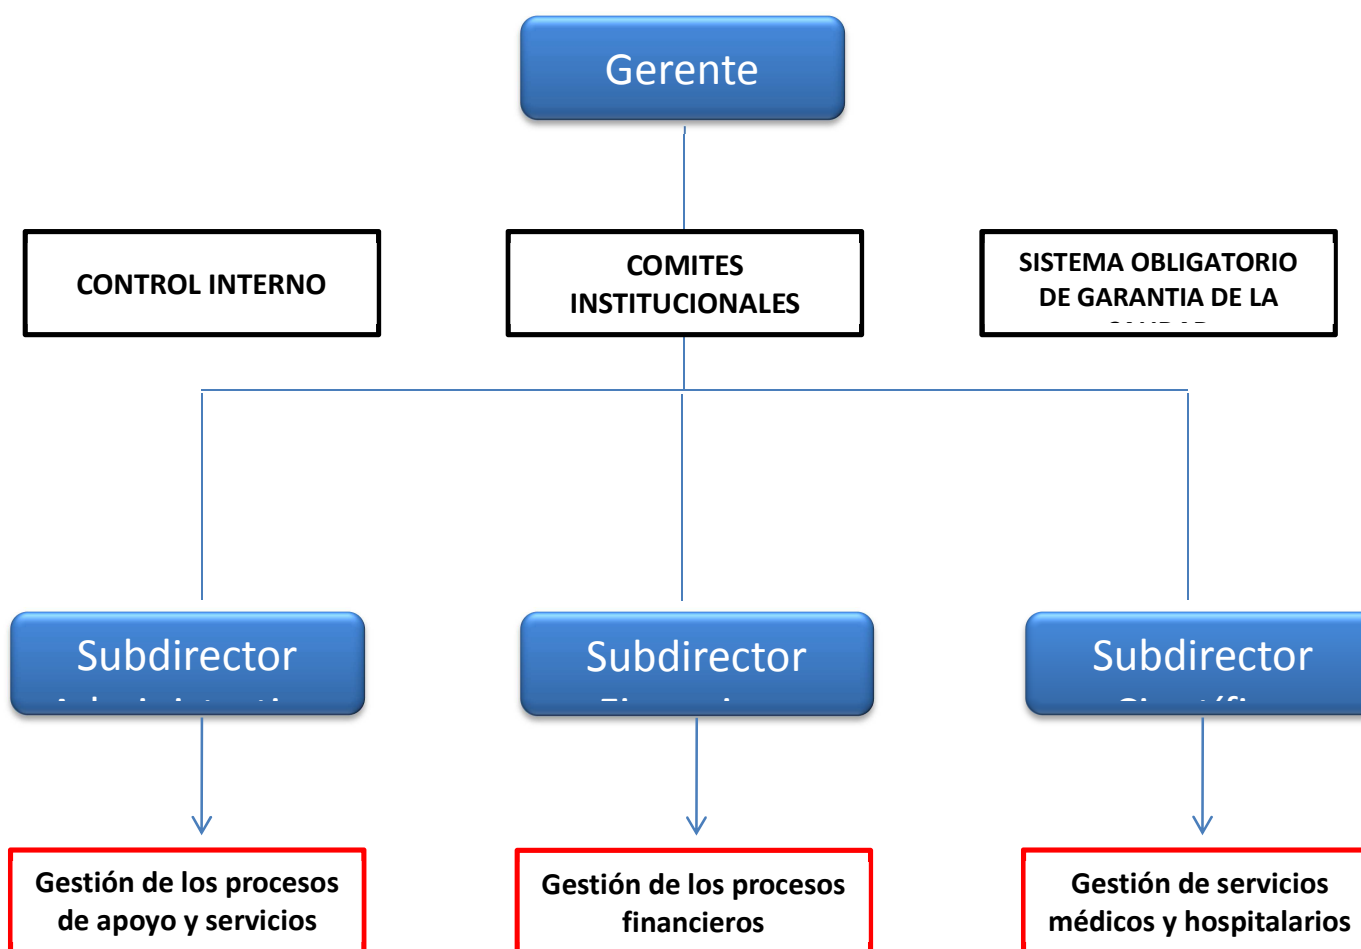 Gerente
CONTROL INTERNO
COMITES
INSTITUCIONALES
SISTEMA OBLIGATORIO
DE GARANTIA DE LA
Subdirector
Subdirector
Subdirector
Gestión de los procesos
de apoyo y servicios
Gestión de los procesos
financieros
Gestión de servicios
médicos y hospitalarios